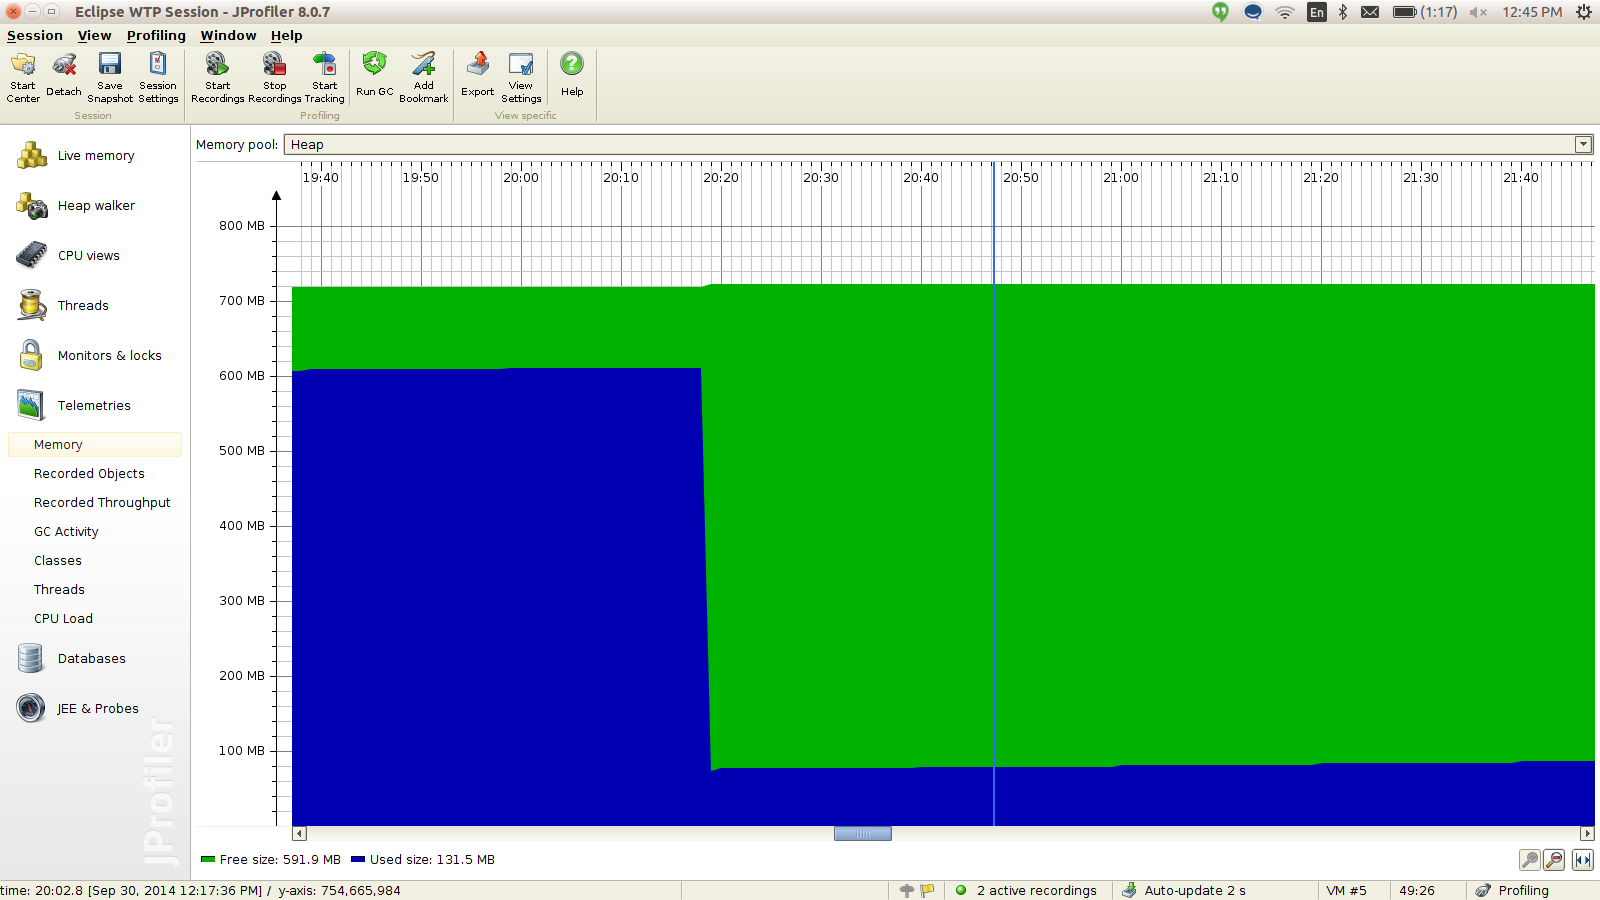 Eclipse WTP Session - JProfiler 8.0.7
En
(1:17)
12:45 PM
Session View Profiling Window Help
Start Center
Detach
Save Snapshot
Session Settings
Start Recordings
Stop Recordings
Start Tracking
Run GC
Add Bookmark
Export
View Settings
Help
Session
Profiling
View specific
Live memory
Heap walker
CPU views
Threads
Monitors & locks
Telemetries
Memory
Recorded Objects
Recorded Throughput
GC Activity
Classes
Threads
CPU Load
Databases
JEE & Probes
JProfiler
Memory pool: Heap
19:40 19:50 20:00 20:10 20:20 20:30 20:40 20:50 21:00 21:10 21:20 21:30 21:40
800 MB
700 MB
600 MB
500 MB
400 MB
300 MB
200 MB
100 MB
Free size: 591.9 MB Used size: 131.5 MB
time: 20:02.8 [Sep 30, 2014 12:17:36 PM] / y-axis: 754,665,984
2 active recordings
Auto-update 2 s
VM #5
49:26
Profiling